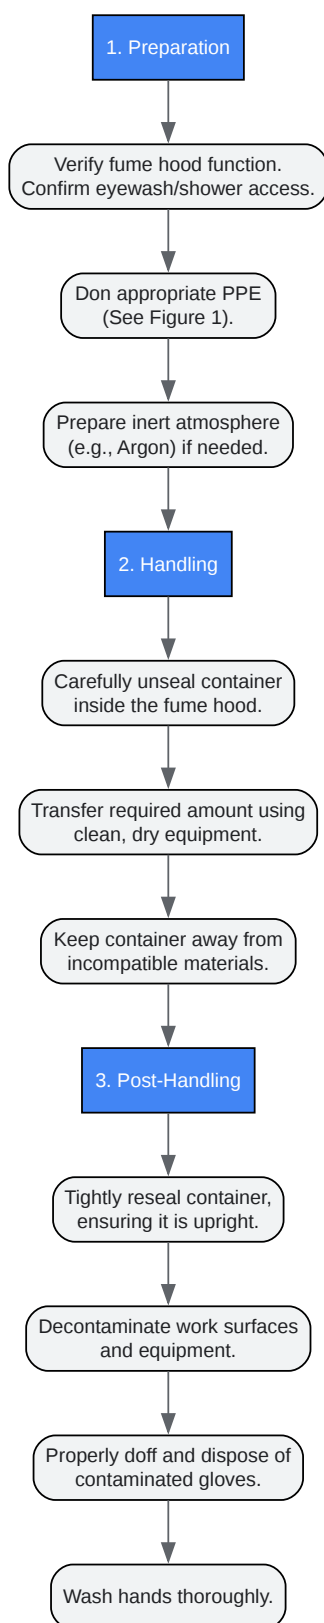 1. Preparation
Verify fume hood function.
Confirm eyewash/shower access.
Don appropriate PPE
(See Figure 1).
Prepare inert atmosphere
(e.g., Argon) if needed.
2. Handling
Carefully unseal container
inside the fume hood.
Transfer required amount using
clean, dry equipment.
Keep container away from
incompatible materials.
3. Post-Handling
Tightly reseal container,
ensuring it is upright.
Decontaminate work surfaces
and equipment.
Properly doff and dispose of
contaminated gloves.
Wash hands thoroughly.